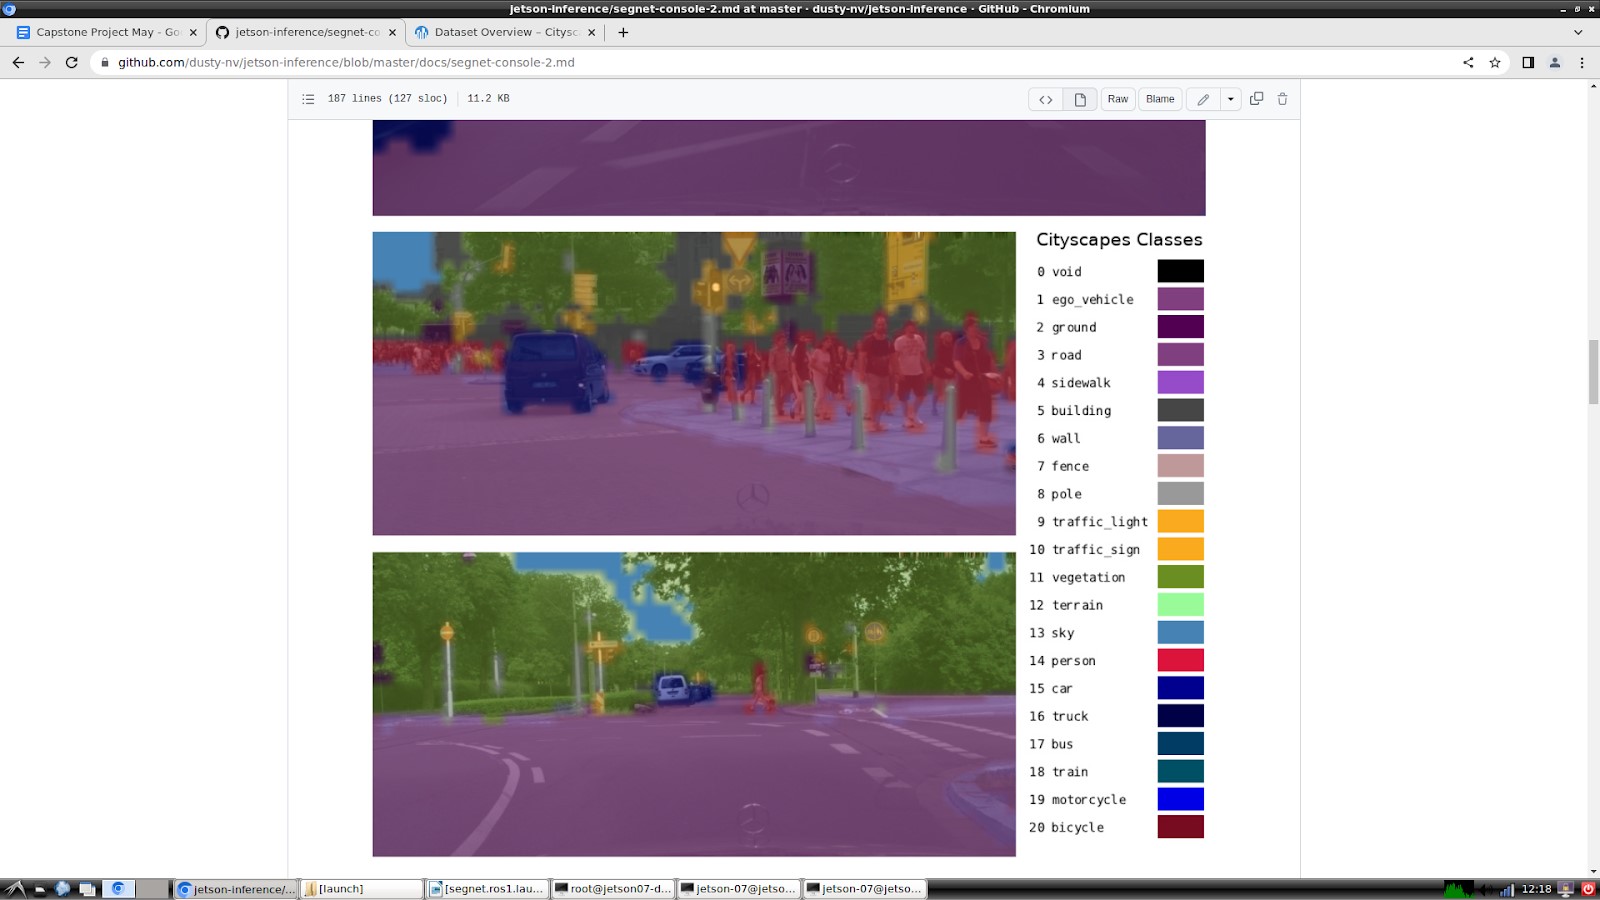 jetson-inference/segnet-console-2.md at master · dusty-nv/jetson-inference · GitHub - Chromium
Capstone Project May - Go
jetson-inference/segnet-co
Dataset Overview – Citysc
github.com/dusty-nv/jetson-inference/blob/master/docs/segnet-console-2.md
187 lines (127 sloc) 11.2 KB
Raw Blame
Cityscapes Classes
0 void
1 ego_vehicle
2 ground
3 road
4 sidewalk
5 building
6 wall
7 fence
8 pole
9 traffic_light
10 traffic_sign
11 vegetation
12 terrain
13 sky
14 person
15 car
16 truck
17 bus
18 train
19 motorcycle
20 bicycle
jetson-inference/...
[launch]
[segnet.ros1.lau...
root@jetson07-d...
jetson-07@jetso...
jetson-07@jetso...
12:18